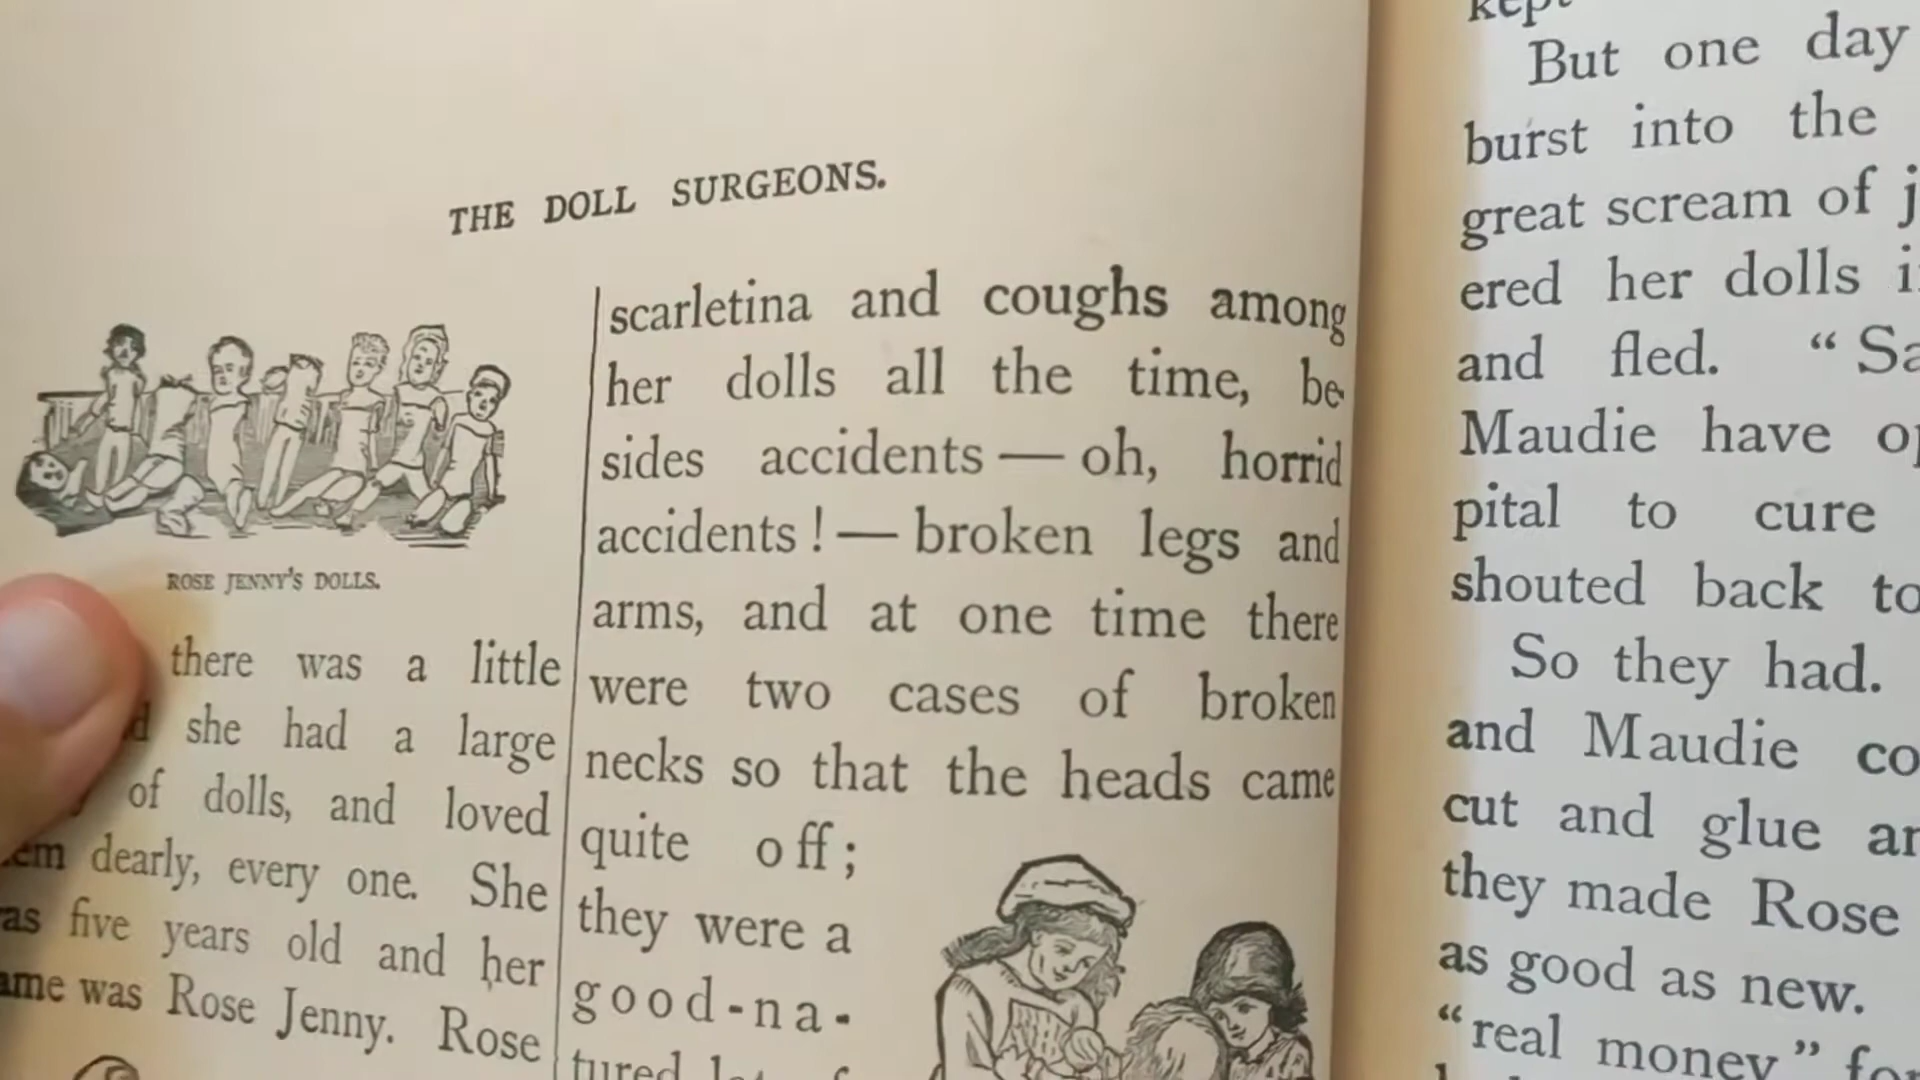 THE DOLL SURGEONS.
ROSE JENNY'S DOLLS.
there was a little
she had a large
of dolls, and loved
dearly, every one. She
five years old and her
was Rose Jenny. Rose
scarletina and coughs among
her dolls all the time, be-
sides accidents — oh, horrid
accidents! — broken legs and
arms, and at one time there
were two cases of broken
necks so that the heads came
quite off;
they were a
good-na-
tured
But one day
burst into the
great scream of
ered her dolls
and fled. "
Maudie have
pital to cure
shouted back to
So they had.
and Maudie
cut and glue
they made Rose
as good as new.
"real money" for